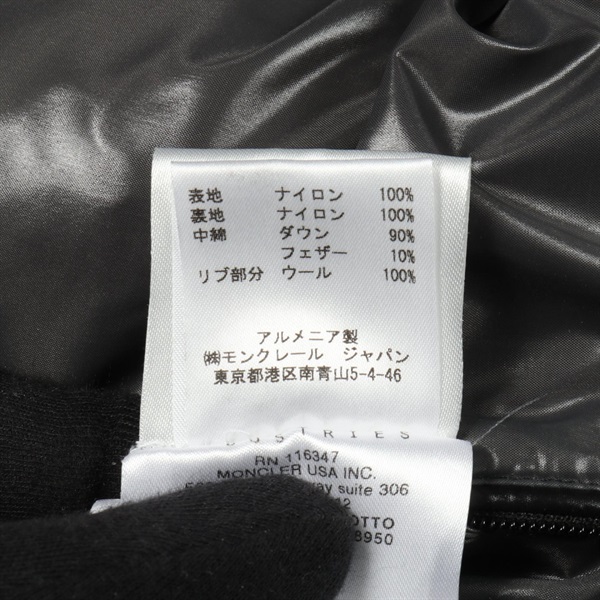 表地 ナイロン 100%
裏地 ナイロン 100%
中綿 ダウン 90%
フェザー 10%
リブ部分 ウール 100%
アルメニア製
㈱モンクレール ジャパン
東京都港区南青山5-4-46
USTRIES
RN 116347
MONCLER USA INC.
suite 306
OTTO
8950